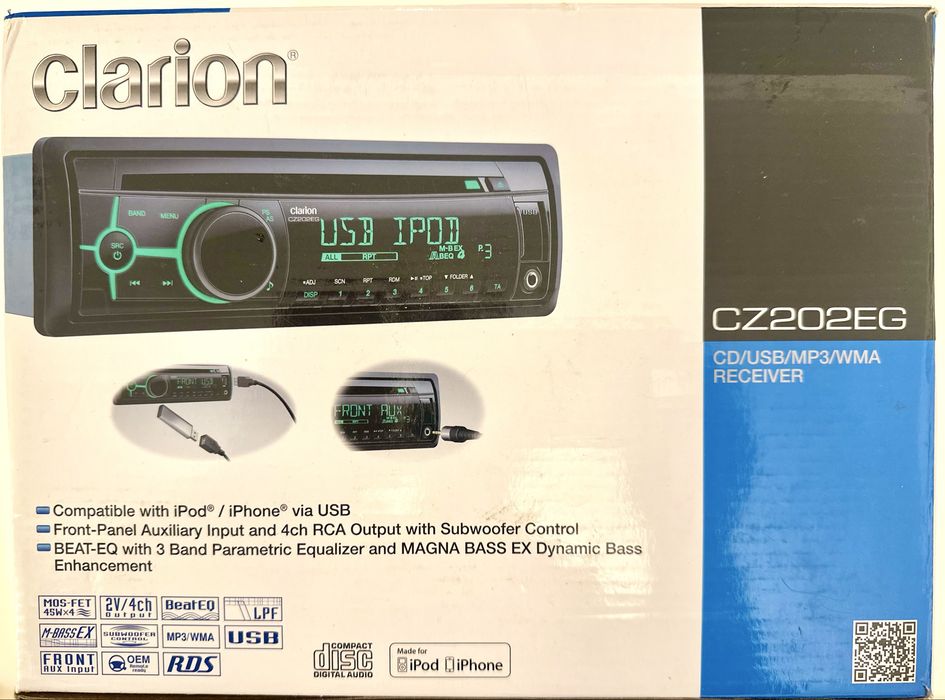 clarion®
BAND MENU
PS
AS
SRC
clarion
CZ202EG
USB IPOD
ALL RPT
M-B EX
ABEQ 4
P.3
USB
ADJ SCN RPT RDM TOP FOLDER
DISP 1 2 3 4 5 6 TA
CZ202EG
CD/USB/MP3/WMA
RECEIVER
FRONT USB
FRONT AUX
Compatible with iPod® / iPhone® via USB
Front-Panel Auxiliary Input and 4ch RCA Output with Subwoofer Control
BEAT-EQ with 3 Band Parametric Equalizer and MAGNA BASS EX Dynamic Bass
Enhancement
MOS-FET
45W×4
2V/4ch
Output
BeatEQ
LPF
M-BASS EX
SUBWOOFER
CONTROL
MP3/WMA
USB
FRONT
AUX Input
OEM
Remote
ready
RDS
COMPACT
disc
DIGITAL AUDIO
Made for
iPod iPhone